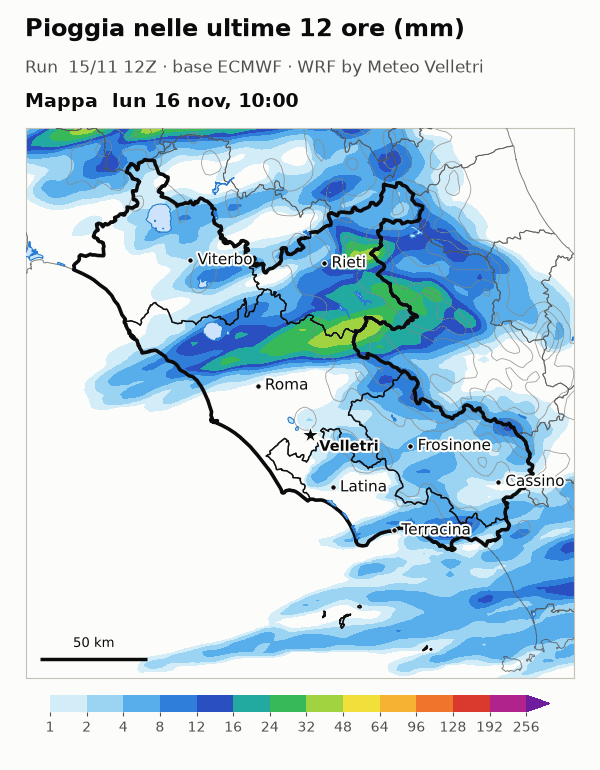 Pioggia nelle ultime 12 ore (mm)
Run  15/11 12Z · base ECMWF · WRF by Meteo Velletri
Mappa  lun 16 nov, 10:00
Viterbo
Rieti
Roma
Velletri
Frosinone
Latina
Cassino
Terracina
50 km
1 2 4 8 12 16 24 32 48 64 96 128 192 256